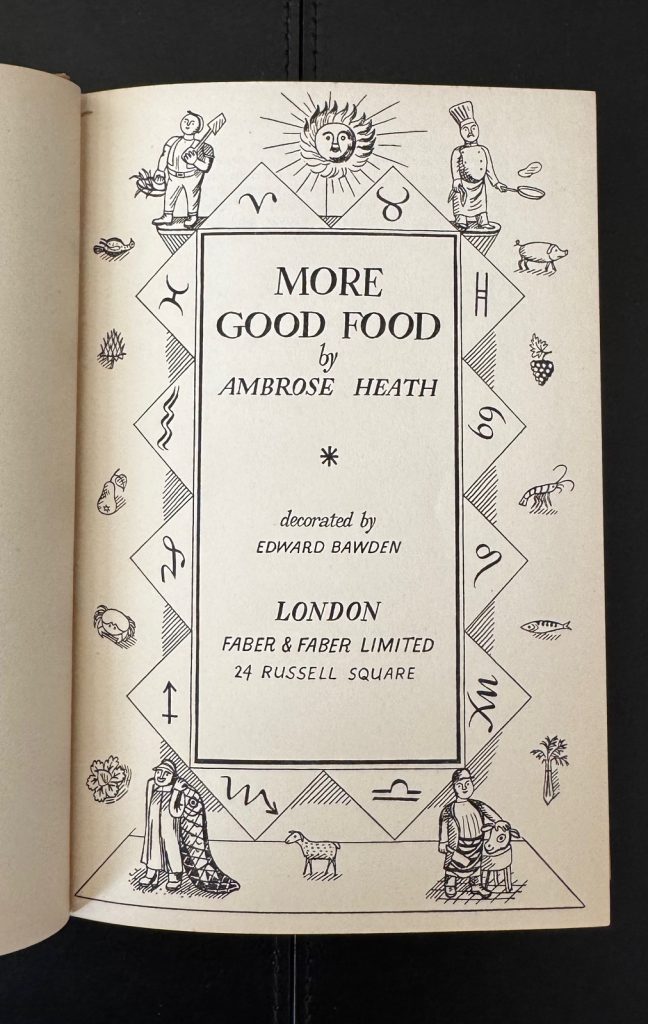 MORE
GOOD FOOD
by
AMBROSE HEATH
*
decorated by
EDWARD BAWDEN
LONDON
FABER & FABER LIMITED
24 RUSSELL SQUARE